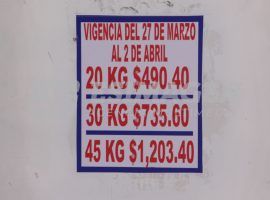 VIGENCIA DEL 27 DE MARZO
AL 2 DE ABRIL
20 KG $490.40
30 KG $735.60
45 KG $1,203.40